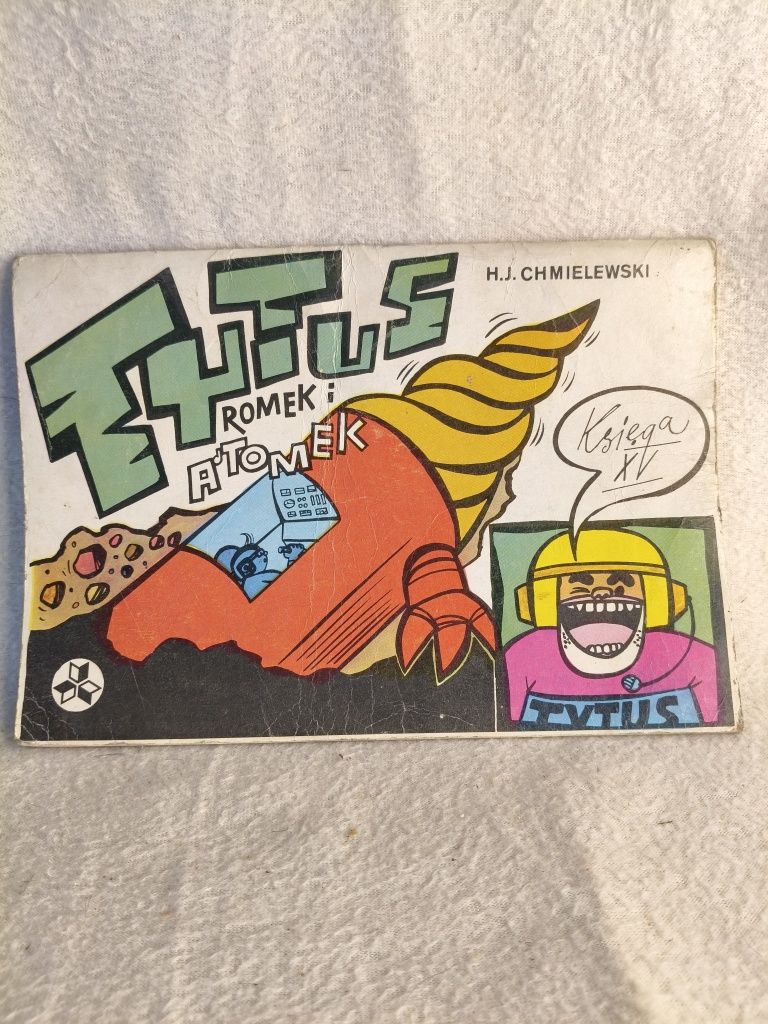 TYTUS
ROMEK i
A'TOMEK
H.J. CHMIELEWSKI
Księga
XV
TYTUS